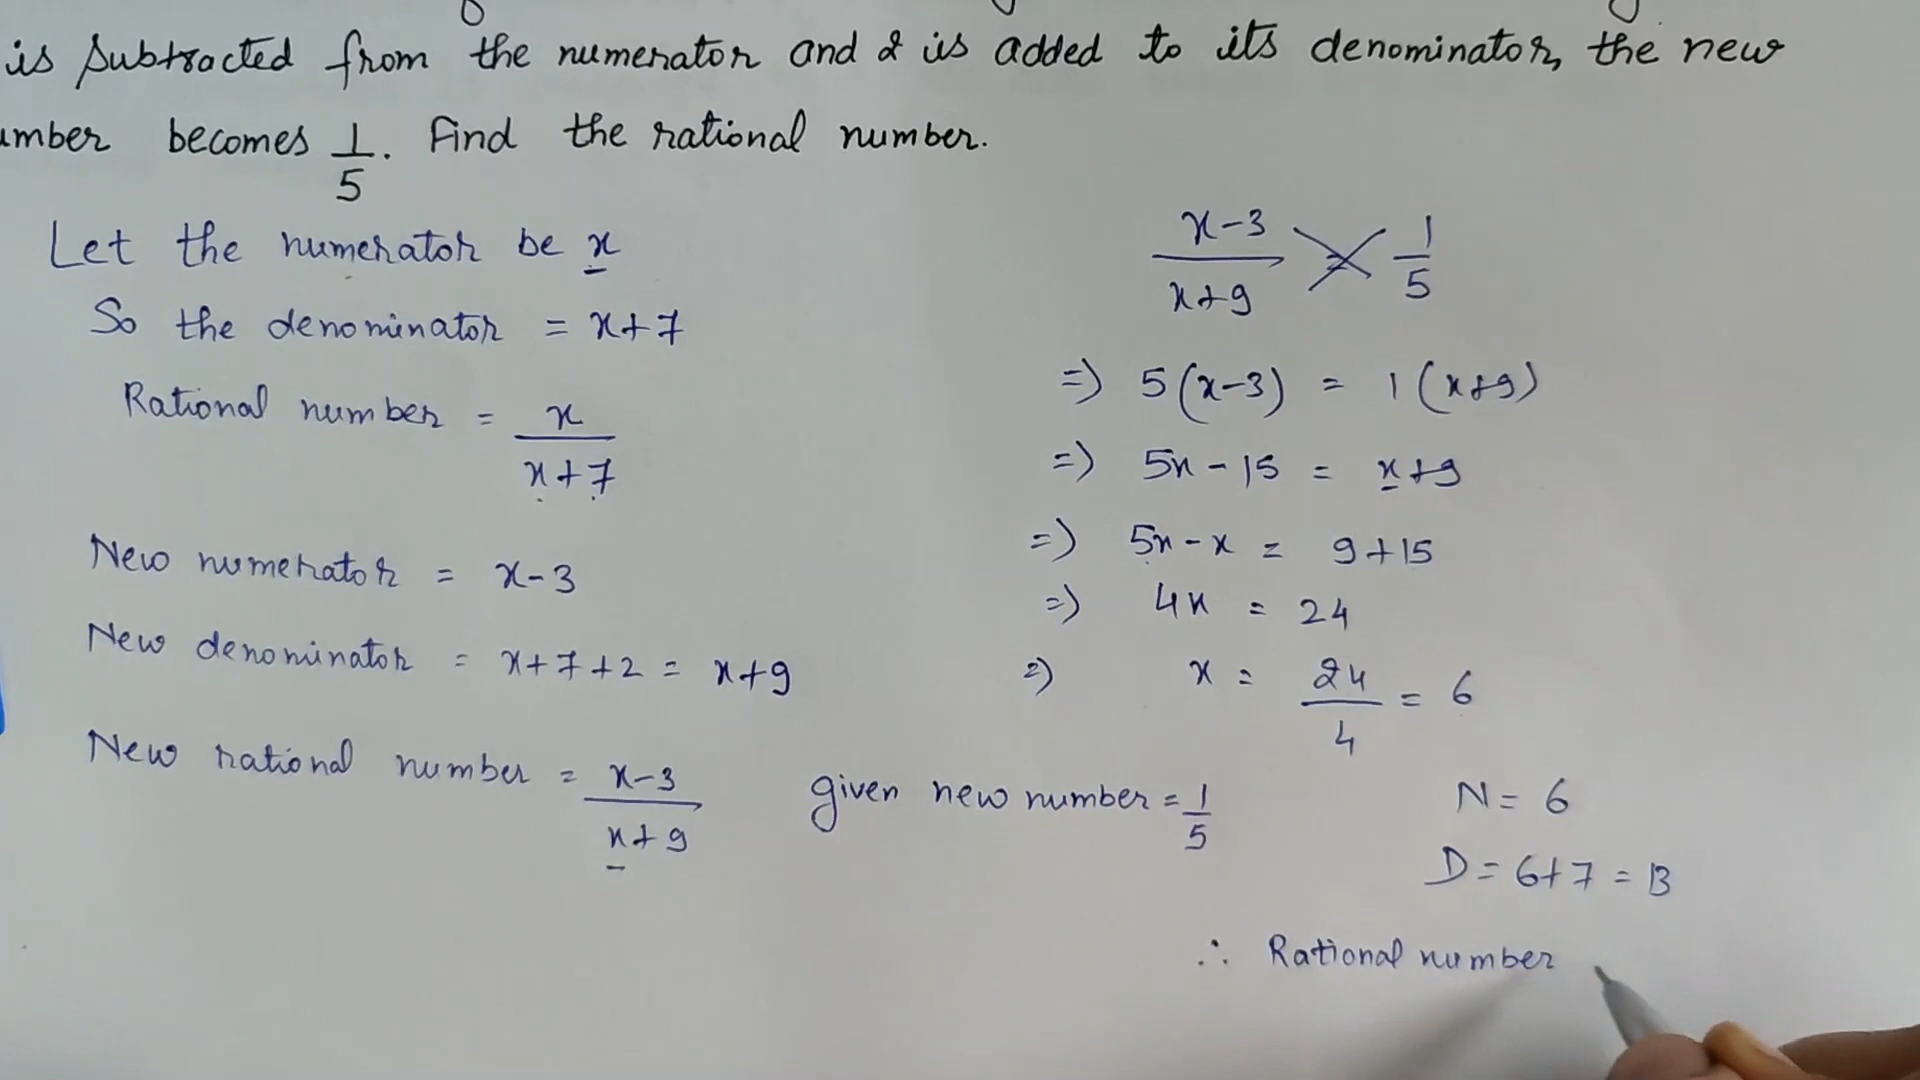 is subtracted from the numerator and 2 is added to its denominator, the new
umber becomes 1/5. Find the rational number.
Let the numerator be x
So the denominator = x+7
Rational number = x/(x+7)
New numerator = x-3
New denominator = x+7+2 = x+9
New rational number = (x-3)/(x+9)
given new number = 1/5
(x-3)/(x+9) = 1/5
=) 5(x-3) = 1(x+9)
=) 5x-15 = x+9
=) 5x-x = 9+15
=) 4x = 24
=) x = 24/4 = 6
N = 6
D = 6+7 = 13
∴ Rational number